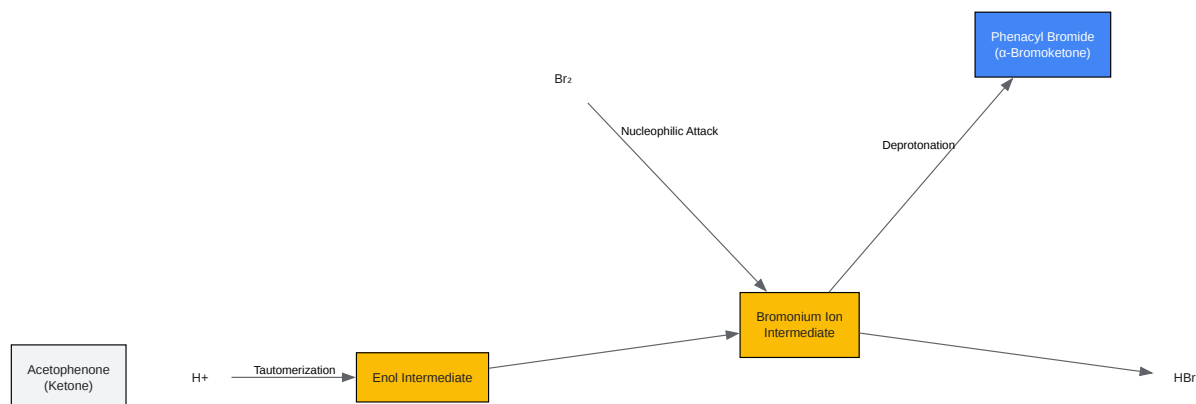 Phenacyl Bromide
(α-Bromoketone)
Br₂
Nucleophilic Attack
Deprotonation
Bromonium Ion
Intermediate
Acetophenone
(Ketone)
H+
Tautomerization
Enol Intermediate
HBr